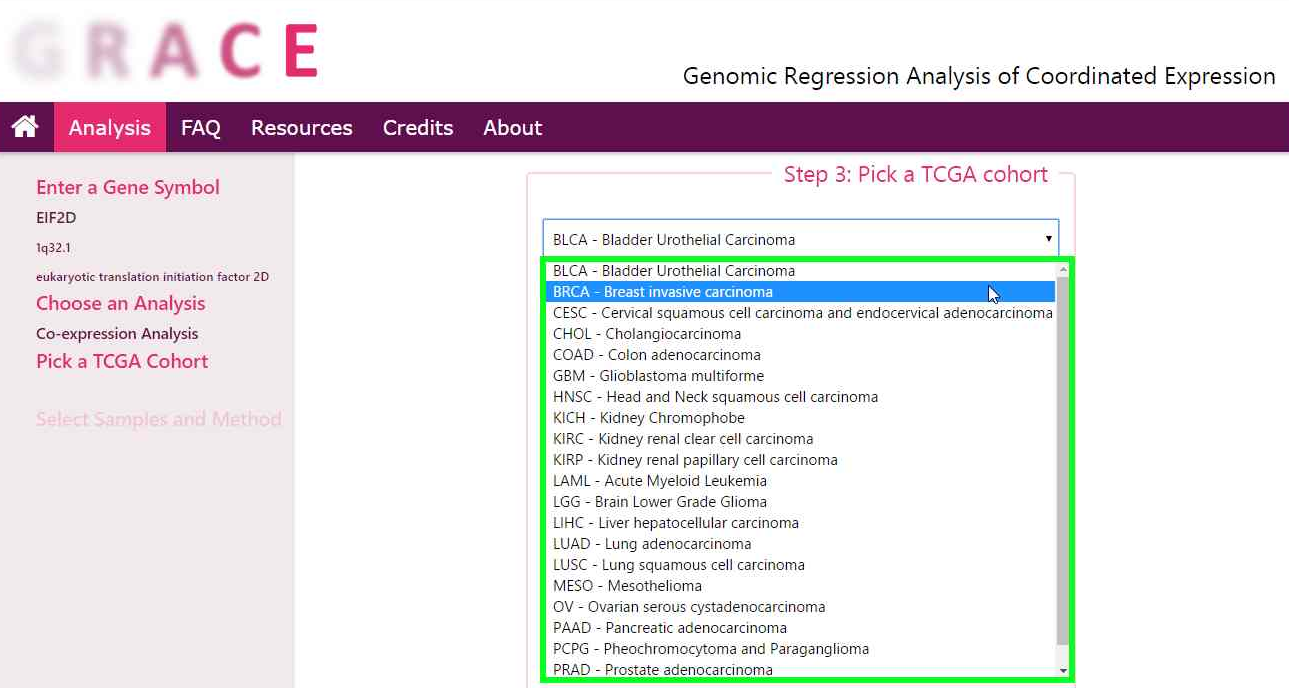 GRACE
Genomic Regression Analysis of Coordinated Expression
Analysis FAQ Resources Credits About
Enter a Gene Symbol
EIF2D
1q32.1
eukaryotic translation initiation factor 2D
Choose an Analysis
Co-expression Analysis
Pick a TCGA Cohort
Select Samples and Method
Step 3: Pick a TCGA cohort
BLCA - Bladder Urothelial Carcinoma
BLCA - Bladder Urothelial Carcinoma
BRCA - Breast invasive carcinoma
CESC - Cervical squamous cell carcinoma and endocervical adenocarcinoma
CHOL - Cholangiocarcinoma
COAD - Colon adenocarcinoma
GBM - Glioblastoma multiforme
HNSC - Head and Neck squamous cell carcinoma
KICH - Kidney Chromophobe
KIRC - Kidney renal clear cell carcinoma
KIRP - Kidney renal papillary cell carcinoma
LAML - Acute Myeloid Leukemia
LGG - Brain Lower Grade Glioma
LIHC - Liver hepatocellular carcinoma
LUAD - Lung adenocarcinoma
LUSC - Lung squamous cell carcinoma
MESO - Mesothelioma
OV - Ovarian serous cystadenocarcinoma
PAAD - Pancreatic adenocarcinoma
PCPG - Pheochromocytoma and Paraganglioma
PRAD - Prostate adenocarcinoma